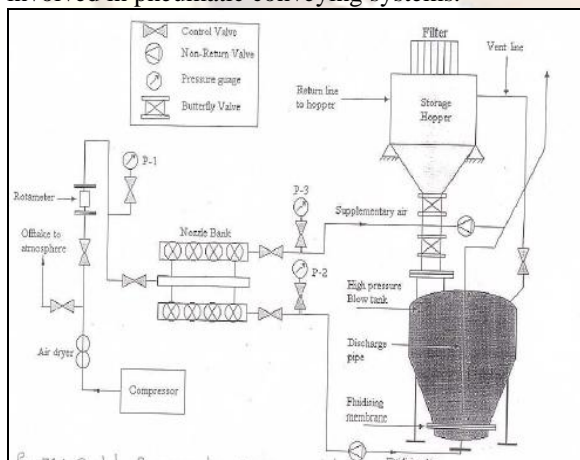 involved in pneumatic conveying systems.
Control Valve
Non-Return Valve
Pressure guage
Butterfly Valve
Filter
Vent line
Return line
to hopper
Storage
Hopper
P-1
Rotameter
P-3
Supplementary air
Offtake to
atmosphere
Nozzle Bank
P-2
High pressure
Blow tank
Discharge
pipe
Air dryer
Compressor
Fluidising
membrane